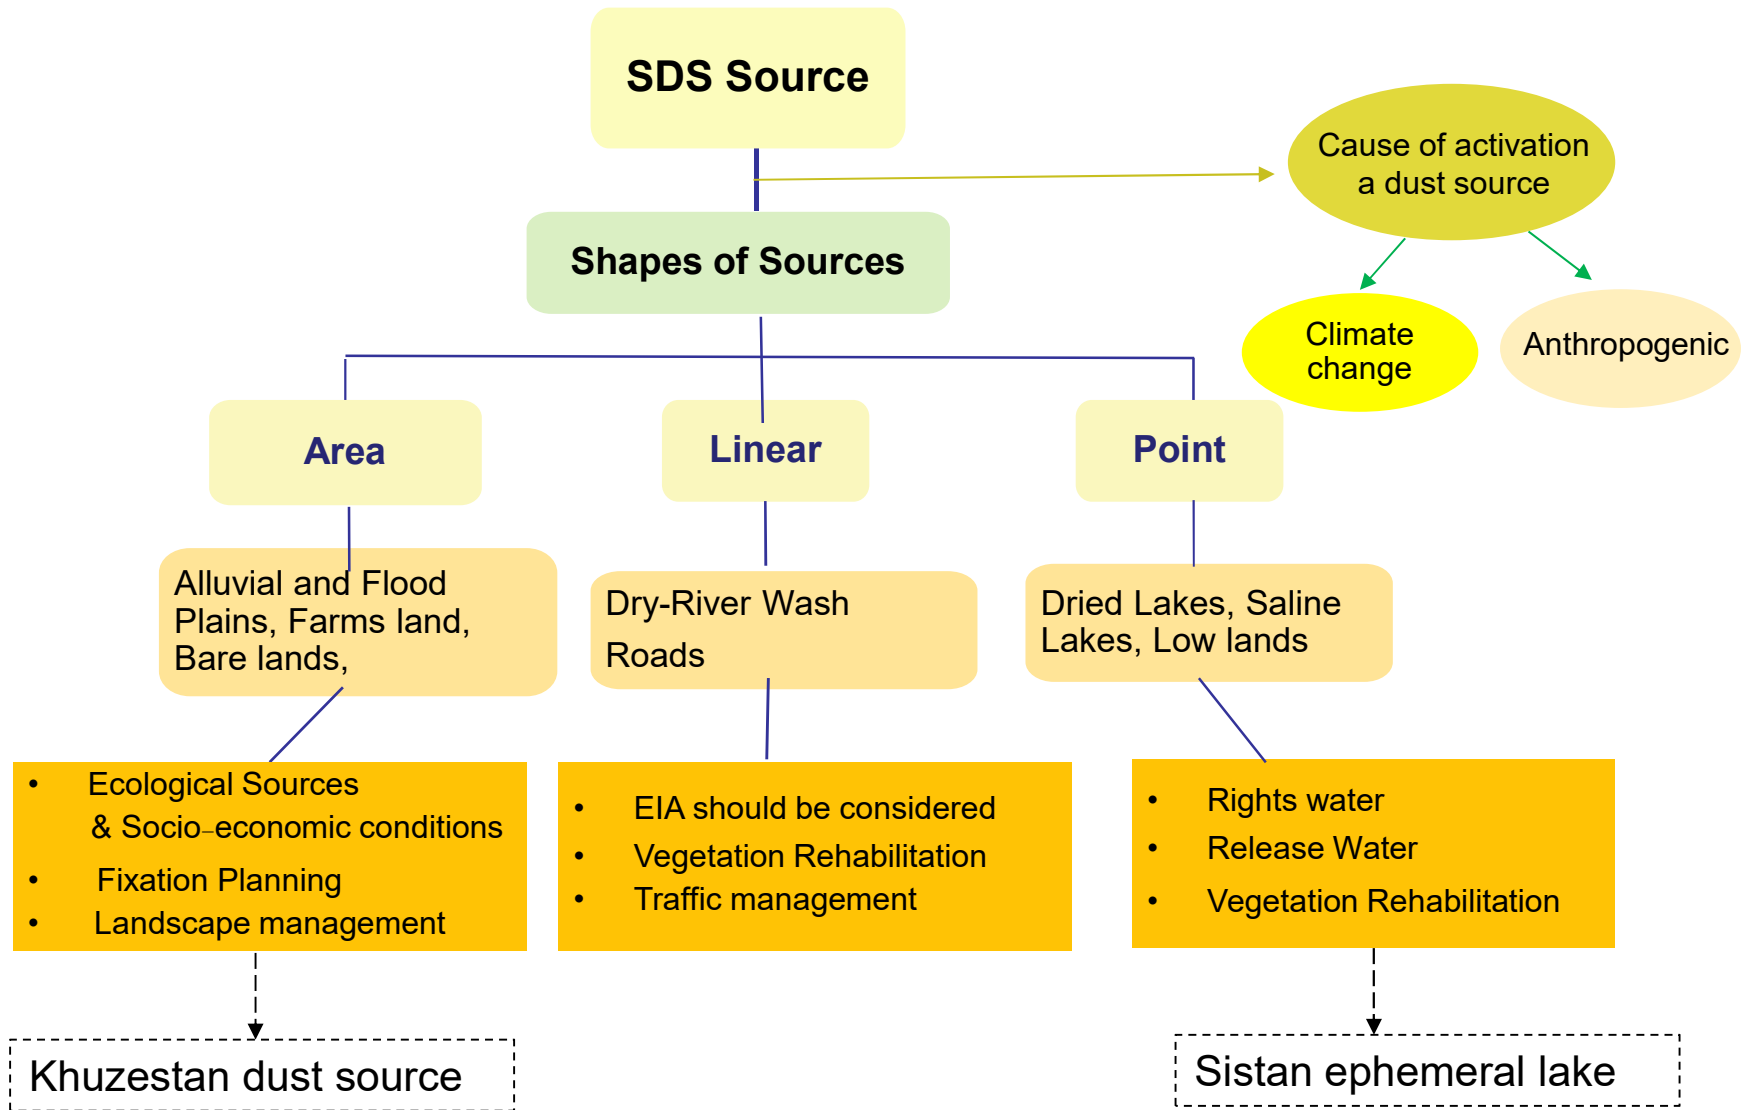 SDS Source
Cause of activation
a dust source
Shapes of Sources
Climate
change
Anthropogenic
Area
Linear
Point
Alluvial and Flood
Plains, Farms land,
Bare lands,
Dry-River Wash
Roads
Dried Lakes, Saline
Lakes, Low lands
• Ecological Sources
& Socio-economic conditions
• Fixation Planning
• Landscape management
• EIA should be considered
• Vegetation Rehabilitation
• Traffic management
• Rights water
• Release Water
• Vegetation Rehabilitation
Khuzestan dust source
Sistan ephemeral lake